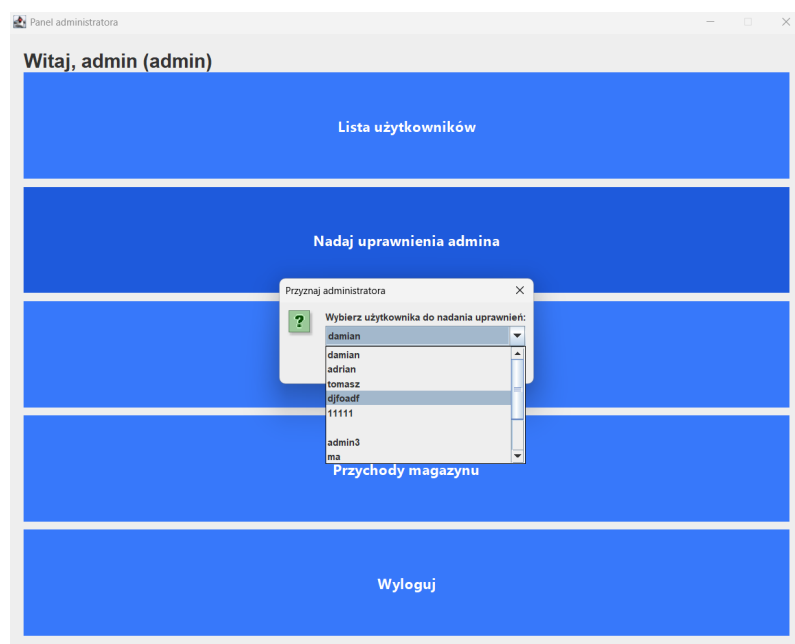 Panel administratora
Witaj, admin (admin)
Lista użytkowników
Nadaj uprawnienia admina
Przyznaj administratora
?
Wybierz użytkownika do nadania uprawnień:
damian
damian
adrian
tomasz
djfoadf
11111
admin3
ma
Przychody magazynu
Wyloguj